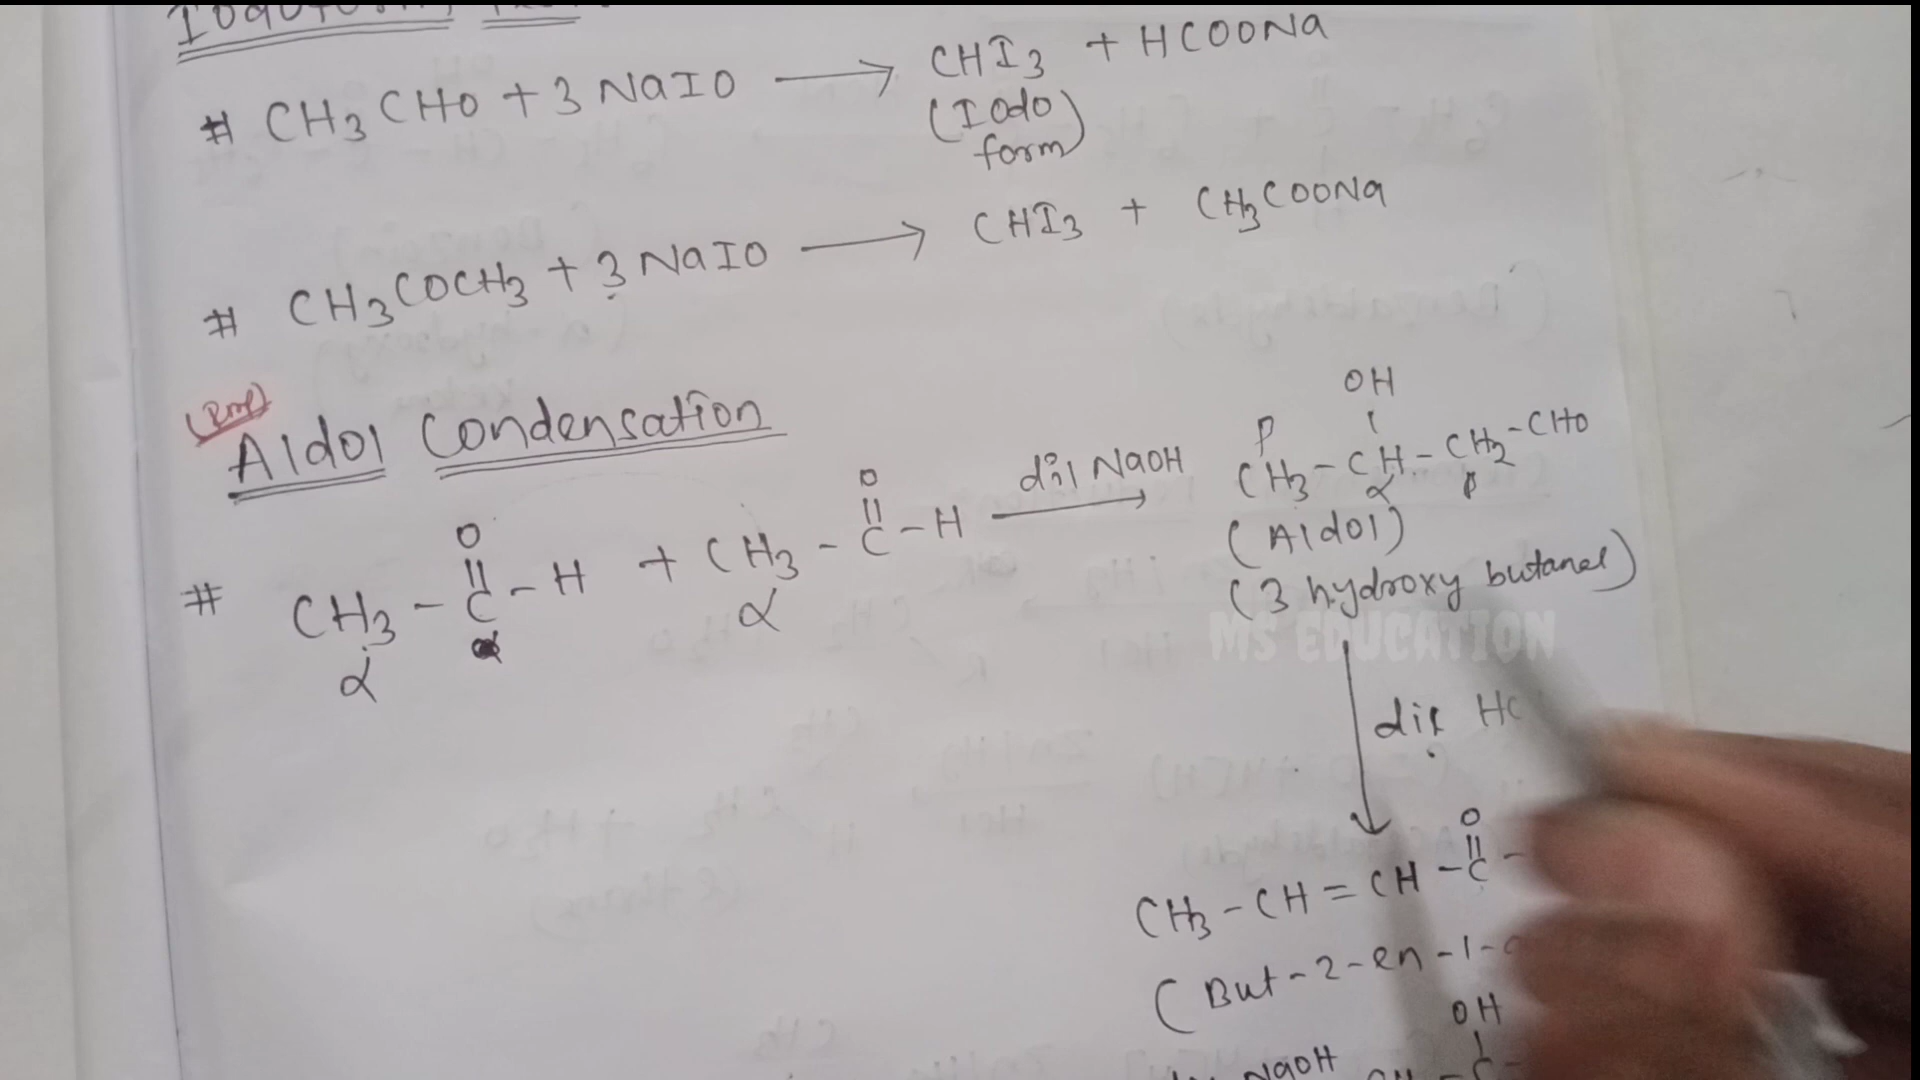 # CH3CHO + 3 NaIO → CHI3 + HCOONa
(Iodo
form)
# CH3COCH3 + 3 NaIO → CHI3 + CH3COONa
(Imp)
Aldol Condensation
# CH3 - C - H + CH3 - C - H dil NaOH → CH3 - CH - CH2 - CHO
O
||
O
||
OH
α
α
β
α
β
(Aldol)
(3 hydroxy butanal)
MS EDUCATION
dil
O
||
CH3 - CH = CH - C -
(But - 2 - en - 1 -
OH
NaOH